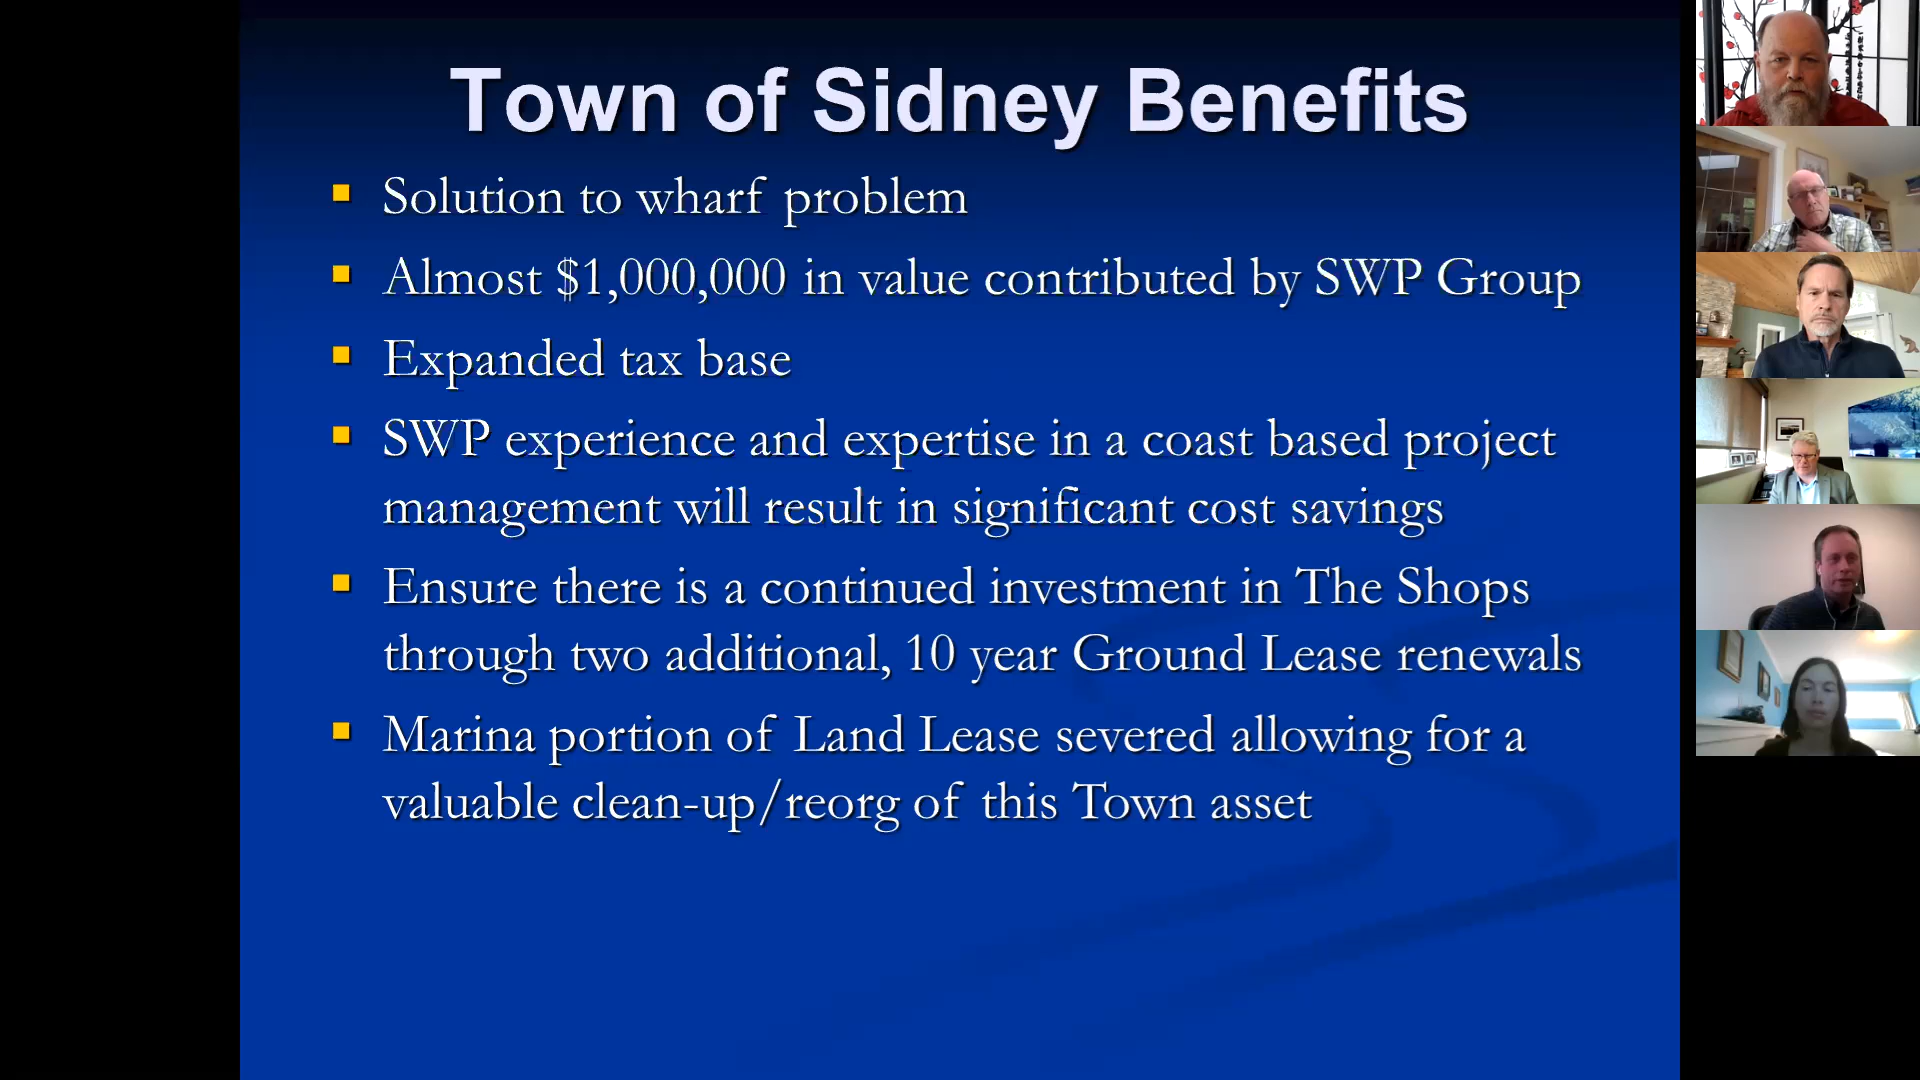 Town of Sidney Benefits
Solution to wharf problem
Almost $1,000,000 in value contributed by SWP Group
Expanded tax base
SWP experience and expertise in a coast based project
management will result in significant cost savings
Ensure there is a continued investment in The Shops
through two additional, 10 year Ground Lease renewals
Marina portion of Land Lease severed allowing for a
valuable clean-up/reorg of this Town asset